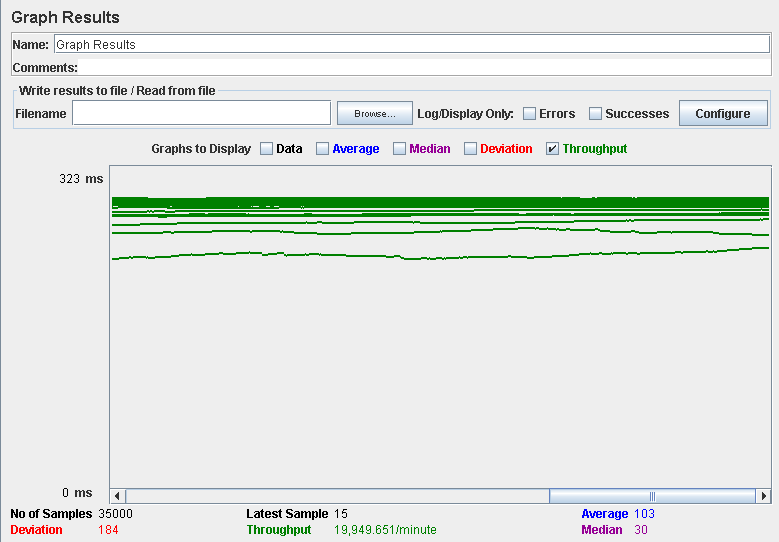 Graph Results
Name: Graph Results
Comments:
Write results to file / Read from file
Filename Browse... Log/Display Only: Errors Successes Configure
Graphs to Display Data Average Median Deviation Throughput
323 ms
0 ms
No of Samples 35000 Latest Sample 15 Average 103
Deviation 184 Throughput 19,949.651/minute Median 30